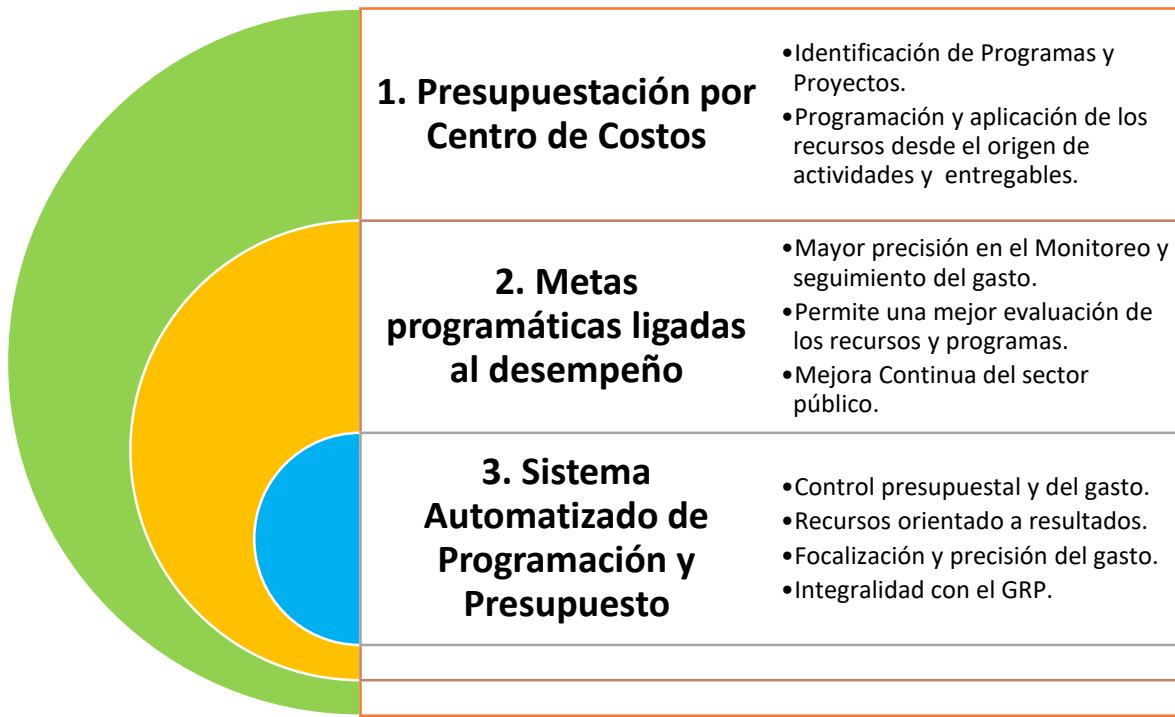 1. Presupuestación por
Centro de Costos
•Identificación de Programas y
Proyectos.
•Programación y aplicación de los
recursos desde el origen de
actividades y entregables.
2. Metas
programáticas ligadas
al desempeño
•Mayor precisión en el Monitoreo y
seguimiento del gasto.
•Permite una mejor evaluación de
los recursos y programas.
•Mejora Continua del sector
público.
3. Sistema
Automatizado de
Programación y
Presupuesto
•Control presupuestal y del gasto.
•Recursos orientado a resultados.
•Focalización y precisión del gasto.
•Integralidad con el GRP.